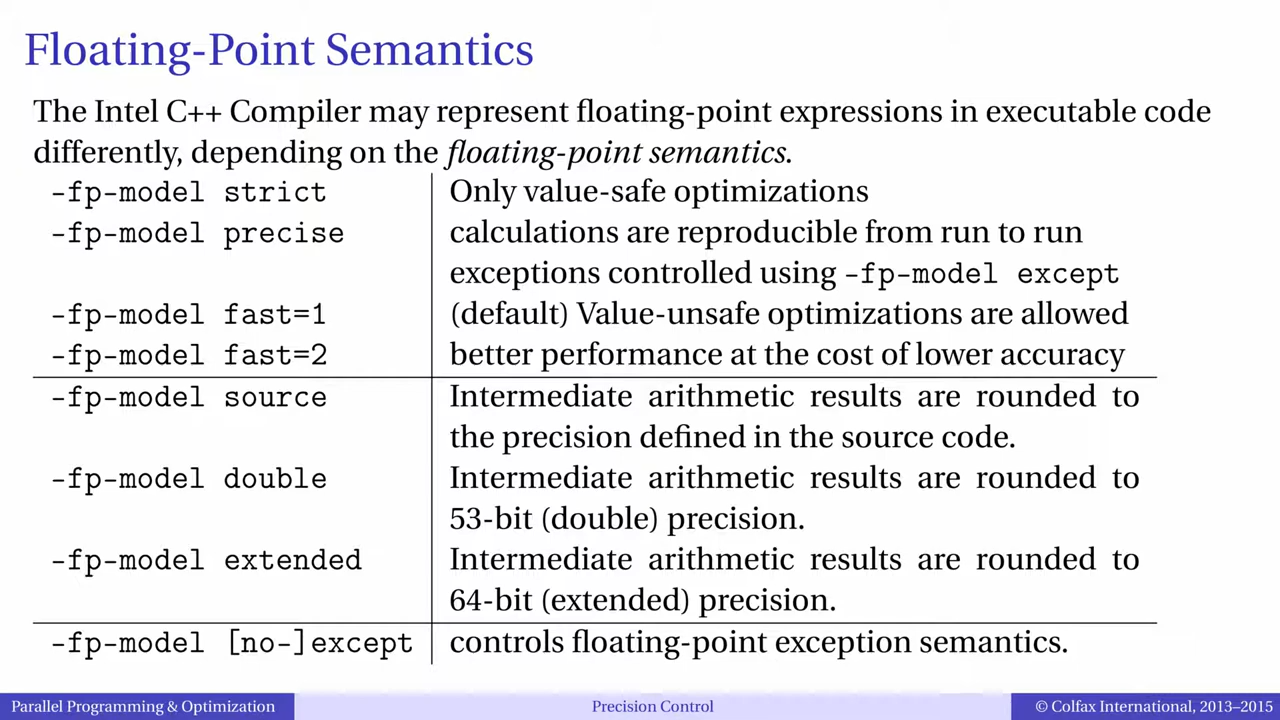 Floating-Point Semantics
The Intel C++ Compiler may represent floating-point expressions in executable code
differently, depending on the floating-point semantics.
-fp-model strict Only value-safe optimizations
-fp-model precise calculations are reproducible from run to run
exceptions controlled using -fp-model except
-fp-model fast=1 (default) Value-unsafe optimizations are allowed
-fp-model fast=2 better performance at the cost of lower accuracy
-fp-model source Intermediate arithmetic results are rounded to
the precision defined in the source code.
-fp-model double Intermediate arithmetic results are rounded to
53-bit (double) precision.
-fp-model extended Intermediate arithmetic results are rounded to
64-bit (extended) precision.
-fp-model [no-]except controls floating-point exception semantics.
Parallel Programming & Optimization Precision Control © Colfax International, 2013–2015